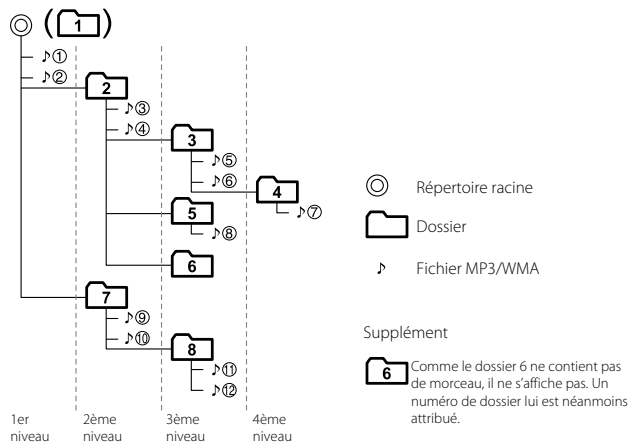 (1)
♪①
♪②
2
♪③
♪④
3
♪⑤
♪⑥
4
♪⑦
5
♪⑧
6
7
♪⑨
♪⑩
8
♪⑪
♪⑫
1er niveau
2ème niveau
3ème niveau
4ème niveau
Répertoire racine
Dossier
♪ Fichier MP3/WMA
Supplément
6
Comme le dossier 6 ne contient pas
de morceau, il ne s'affiche pas. Un
numéro de dossier lui est néanmoins
attribué.